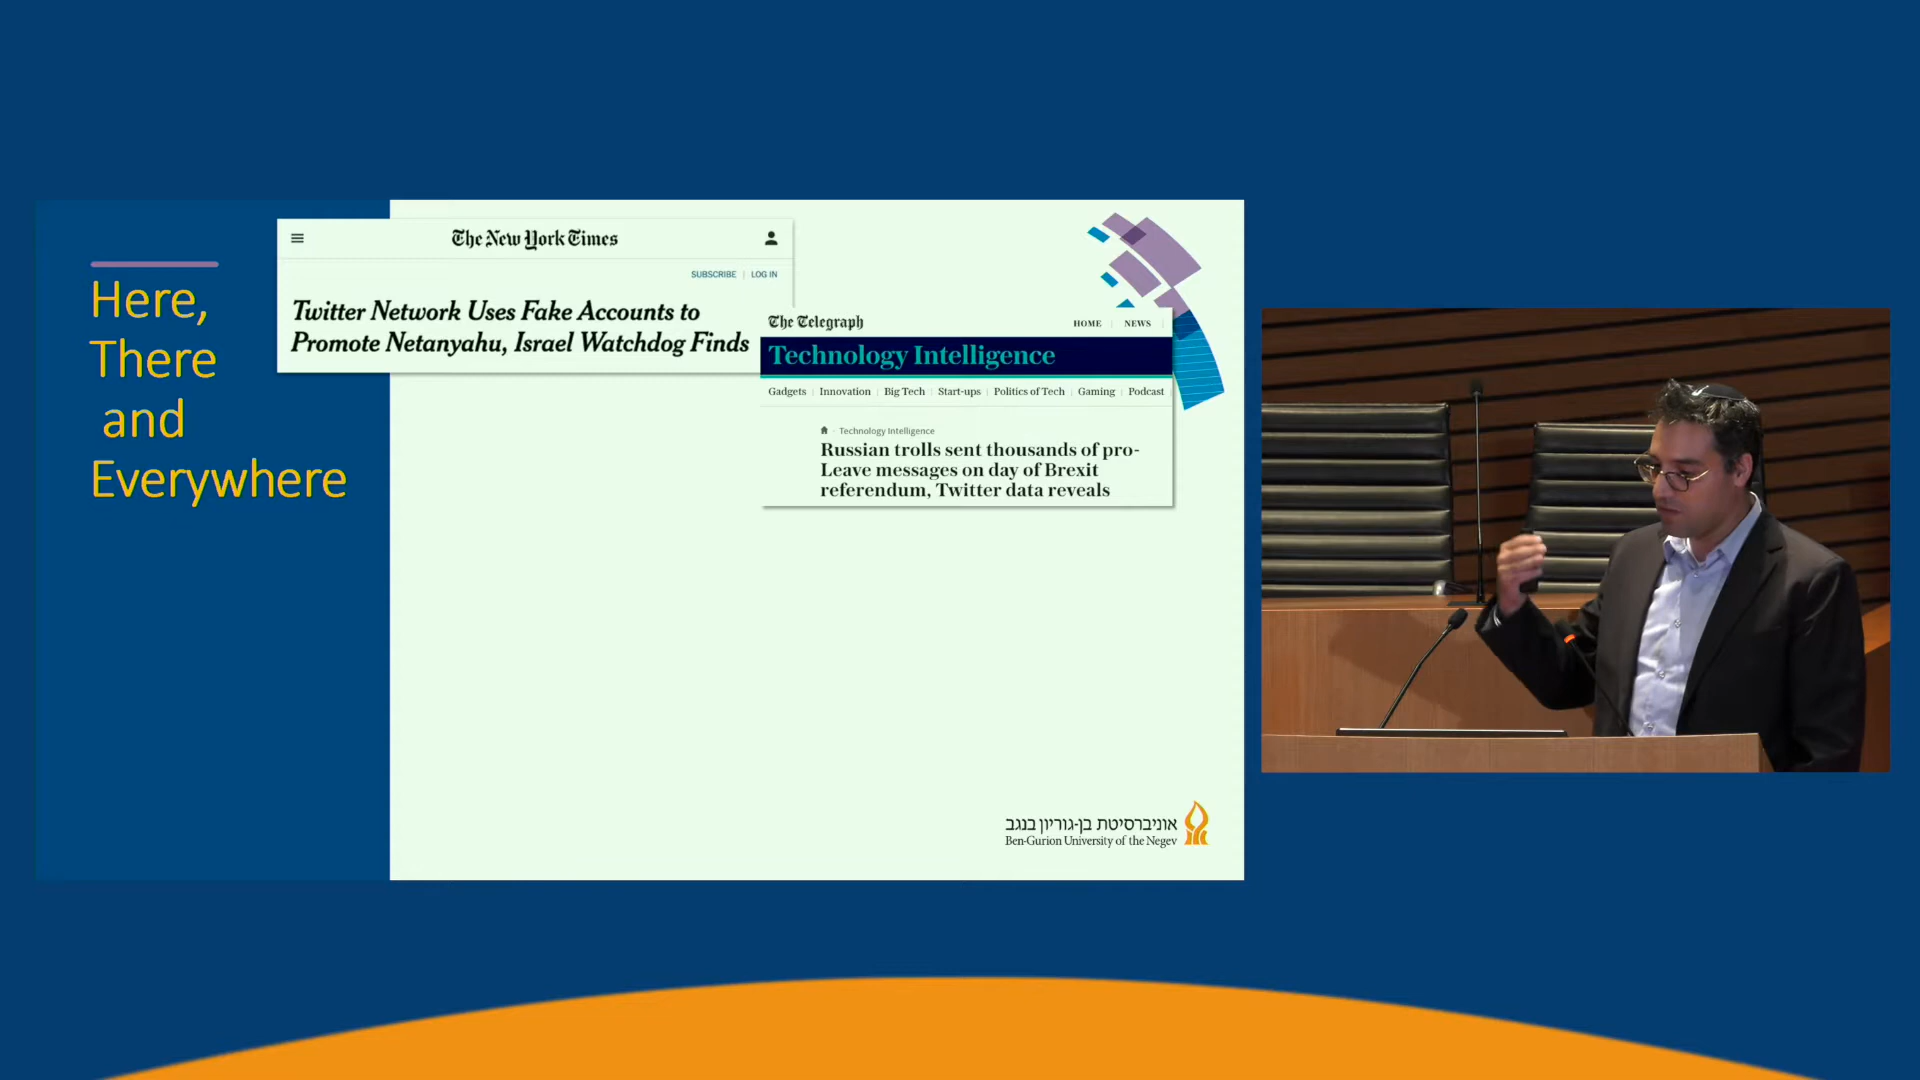 Here,
There
and
Everywhere
The New York Times
SUBSCRIBE | LOG IN
Twitter Network Uses Fake Accounts to
Promote Netanyahu, Israel Watchdog Finds
The Telegraph
HOME | NEWS |
Technology Intelligence
Gadgets | Innovation | Big Tech | Start-ups | Politics of Tech | Gaming | Podcast |
· Technology Intelligence
Russian trolls sent thousands of pro-
Leave messages on day of Brexit
referendum, Twitter data reveals
אוניברסיטת בן-גוריון בנגב
Ben-Gurion University of the Negev